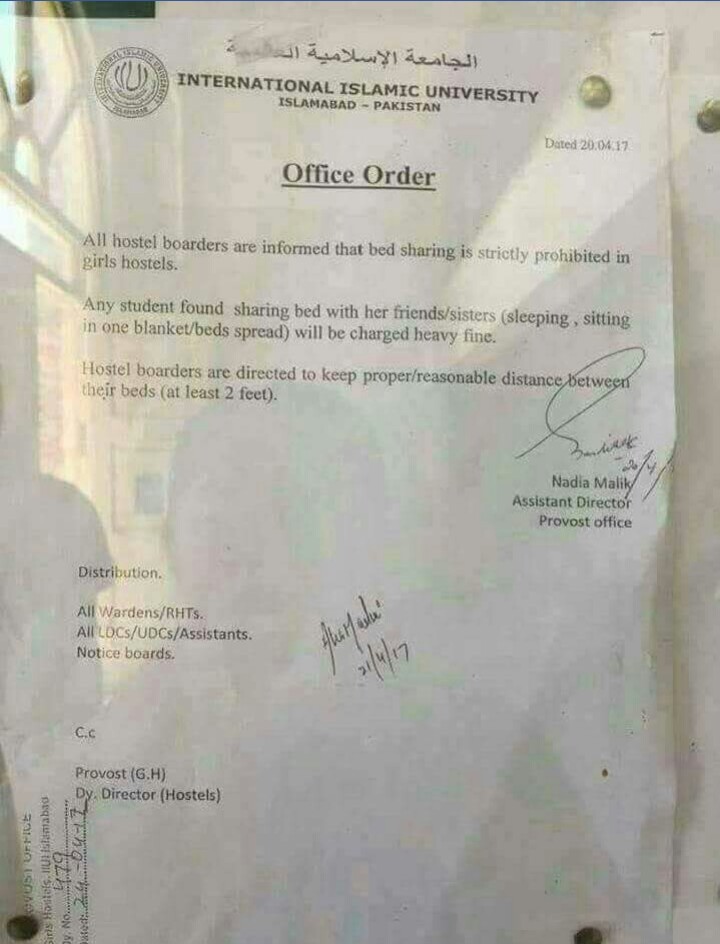 الجامعة الإسلامية العالمية
INTERNATIONAL ISLAMIC UNIVERSITY
ISLAMABAD – PAKISTAN
Dated 20.04.17
Office Order
All hostel boarders are informed that bed sharing is strictly prohibited in
girls hostels.
Any student found sharing bed with her friends/sisters (sleeping , sitting
in one blanket/beds spread) will be charged heavy fine.
Hostel boarders are directed to keep proper/reasonable distance between
their beds (at least 2 feet).
20/4/
Nadia Malik
Assistant Director
Provost office
Distribution.
All Wardens/RHTs.
All LDCs/UDCs/Assistants.
Notice boards.
21/4/17
C.c
Provost (G.H)
Dy. Director (Hostels)
OFFICE
Girls Hostels, IIUI Islamabad
Dy. No. 479
Dated: 24-04-17